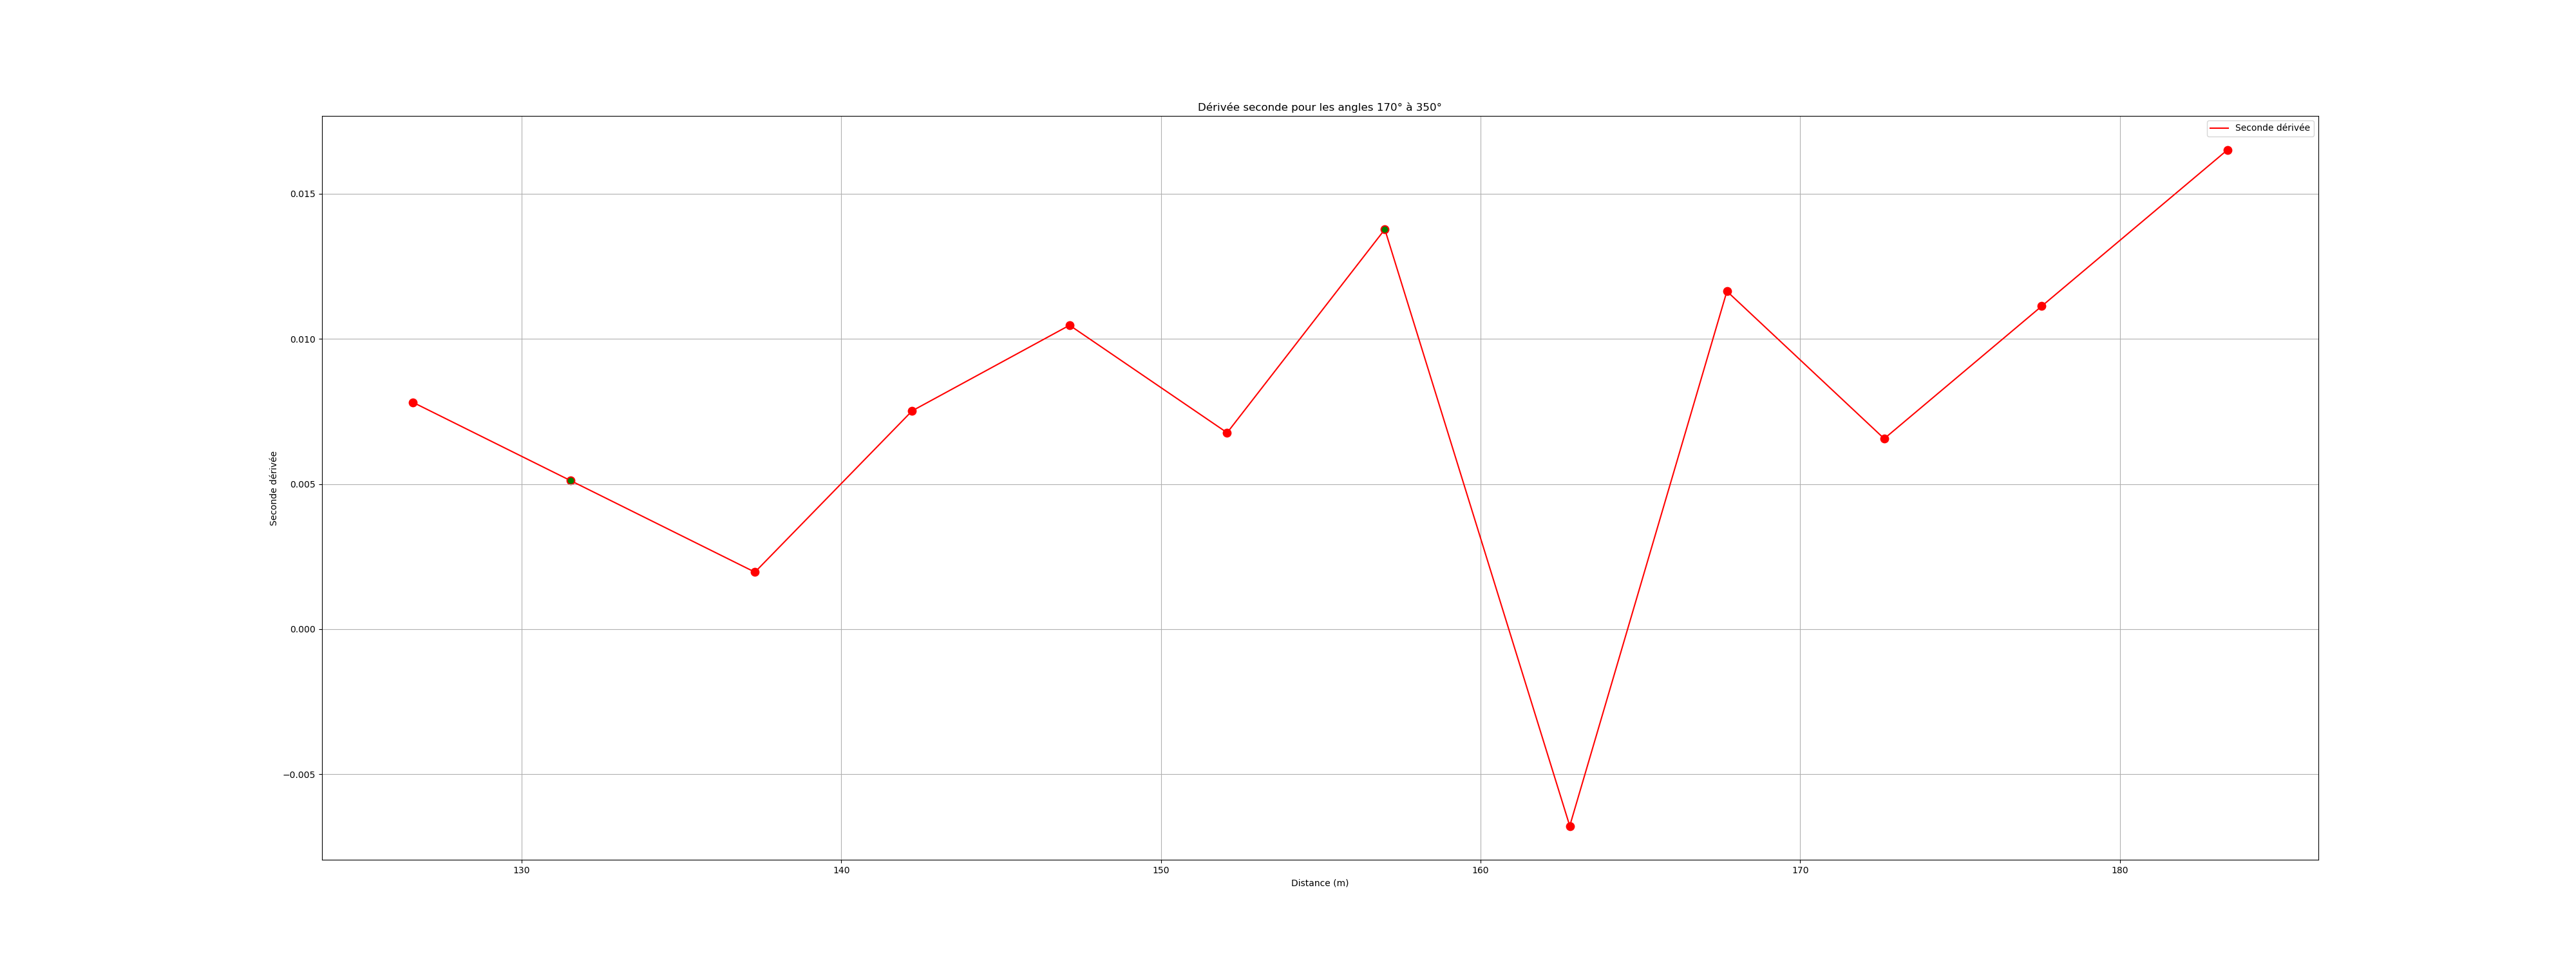 Dérivée seconde pour les angles 170° à 350°
Seconde dérivée
0.015
0.010
0.005
0.000
−0.005
Seconde dérivée
130
140
150
160
170
180
Distance (m)